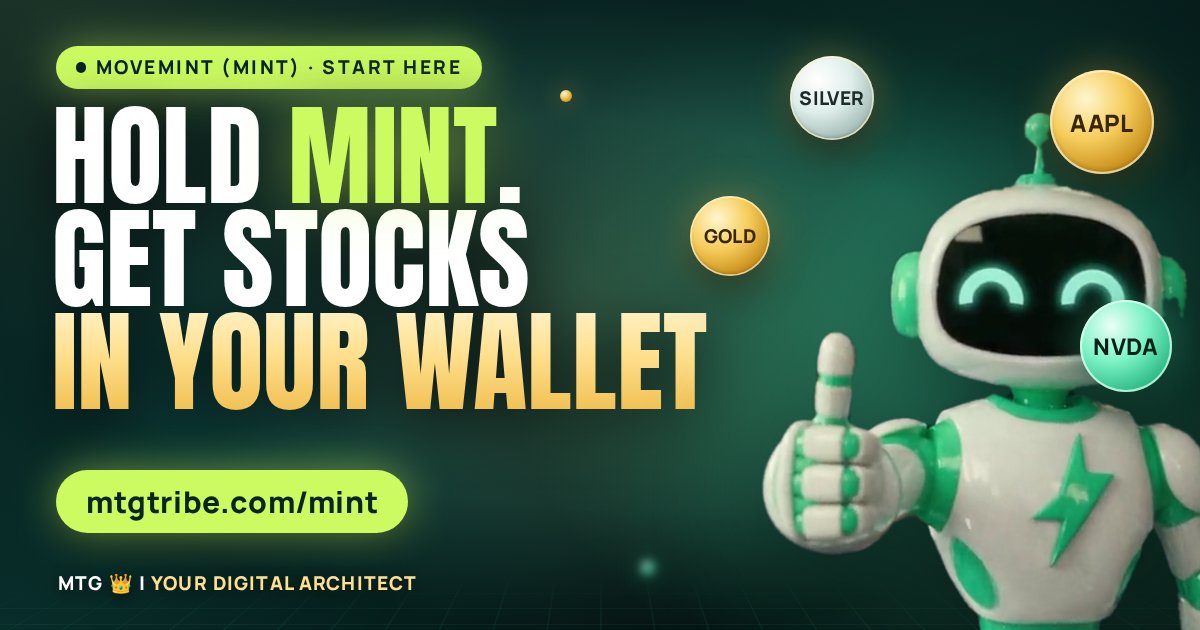 MOVEMINT (MINT) · START HERE
HOLD MINT.
GET STOCKS
IN YOUR WALLET
mtgtribe.com/mint
MTG 👑 | YOUR DIGITAL ARCHITECT
SILVER
AAPL
GOLD
NVDA